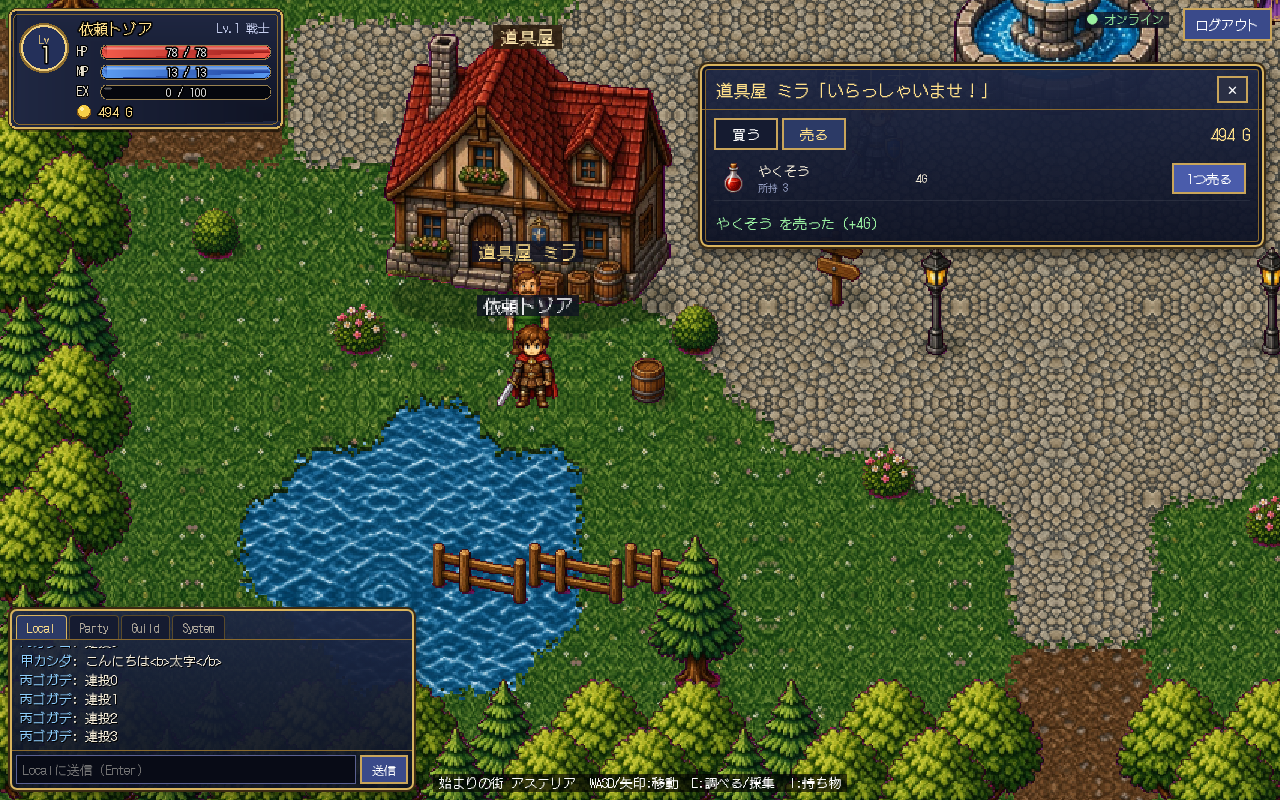 Lv
1
依頼トゾア
Lv.1 戦士
HP
78 / 78
MP
13 / 13
EX
0 / 100
494 G
道具屋
オンライン
ログアウト
道具屋 ミラ「いらっしゃいませ！」
×
買う
売る
494 G
やくそう
所持 3
4G
1つ売る
やくそう を売った (+4G)
道具屋 ミラ
依頼トゾア
Local
Party
Guild
System
甲カシダ: こんにちは<b>太字</b>
丙ゴガデ: 連投0
丙ゴガデ: 連投1
丙ゴガデ: 連投2
丙ゴガデ: 連投3
Localに送信 (Enter)
送信
始まりの街 アステリア WASD/矢印:移動 E:調べる/採集 I:持ち物